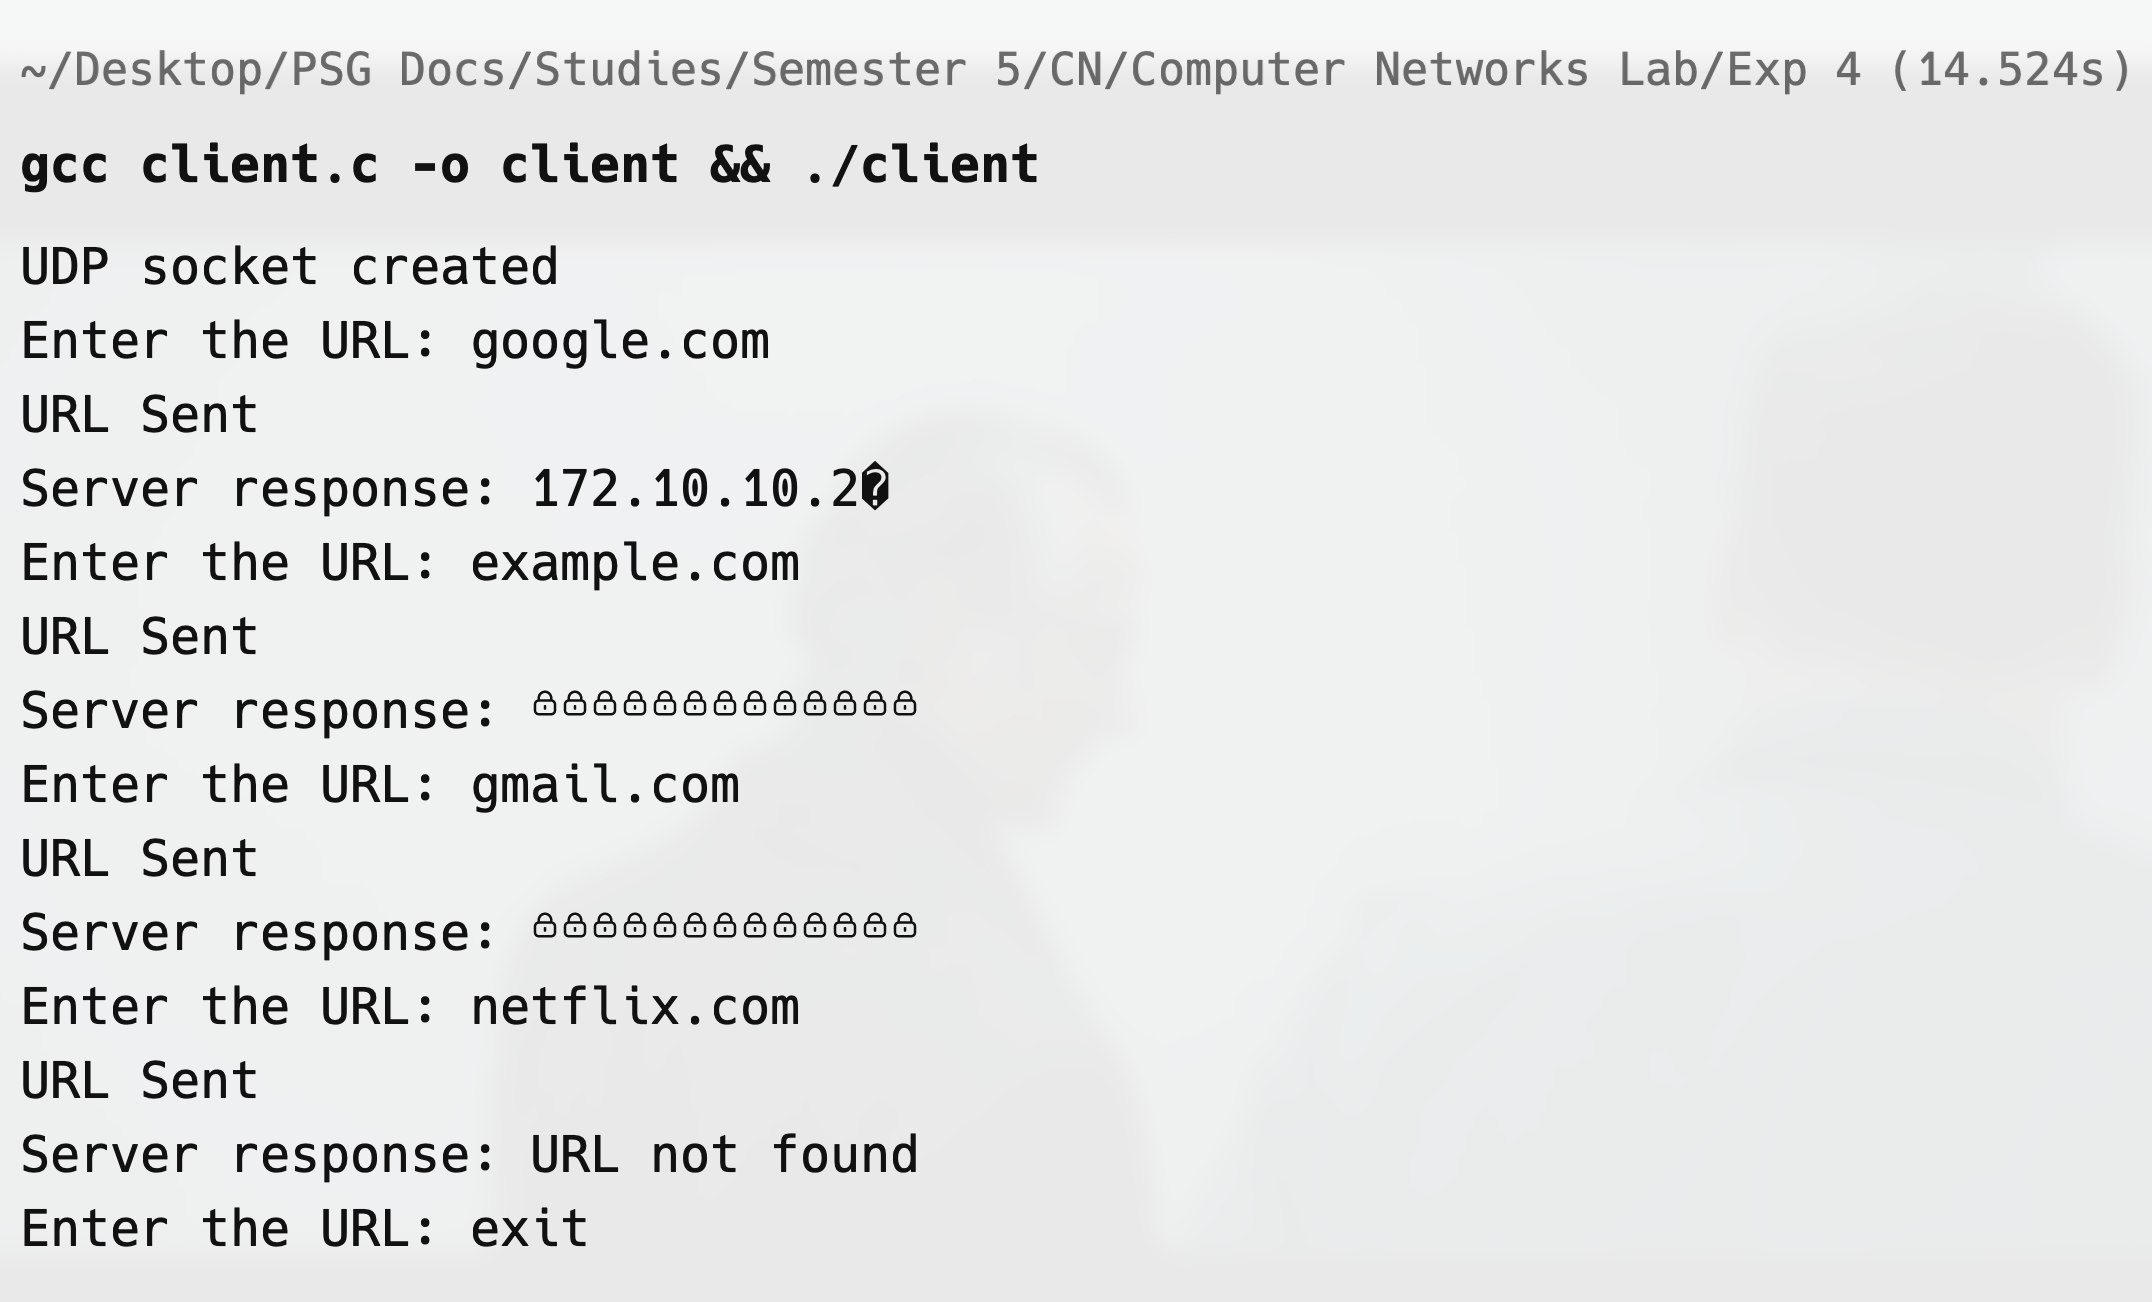 ~/Desktop/PSG Docs/Studies/Semester 5/CN/Computer Networks Lab/Exp 4 (14.524s)
gcc client.c -o client && ./client
UDP socket created
Enter the URL: google.com
URL Sent
Server response: 172.10.10.2�
Enter the URL: example.com
URL Sent
Server response: 🔒🔒🔒🔒🔒🔒🔒🔒🔒🔒🔒🔒🔒
Enter the URL: gmail.com
URL Sent
Server response: 🔒🔒🔒🔒🔒🔒🔒🔒🔒🔒🔒🔒🔒
Enter the URL: netflix.com
URL Sent
Server response: URL not found
Enter the URL: exit